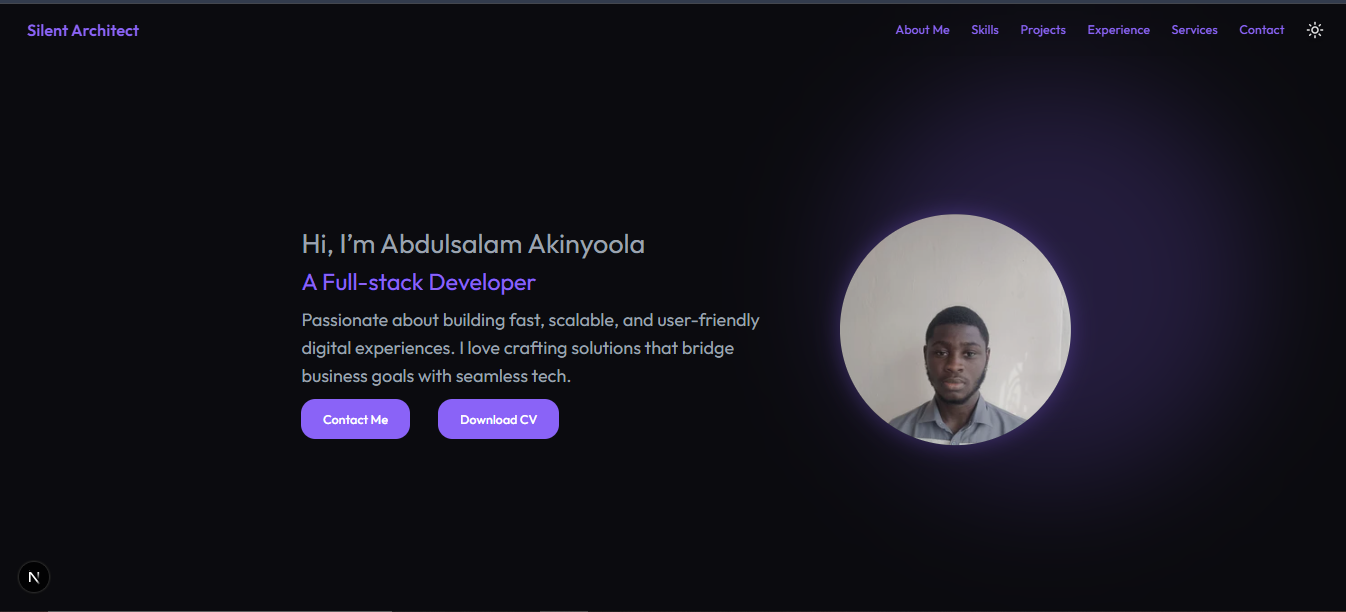 Silent Architect
About Me Skills Projects Experience Services Contact
Hi, I’m Abdulsalam Akinyoola
A Full-stack Developer
Passionate about building fast, scalable, and user-friendly
digital experiences. I love crafting solutions that bridge
business goals with seamless tech.
Contact Me Download CV
N